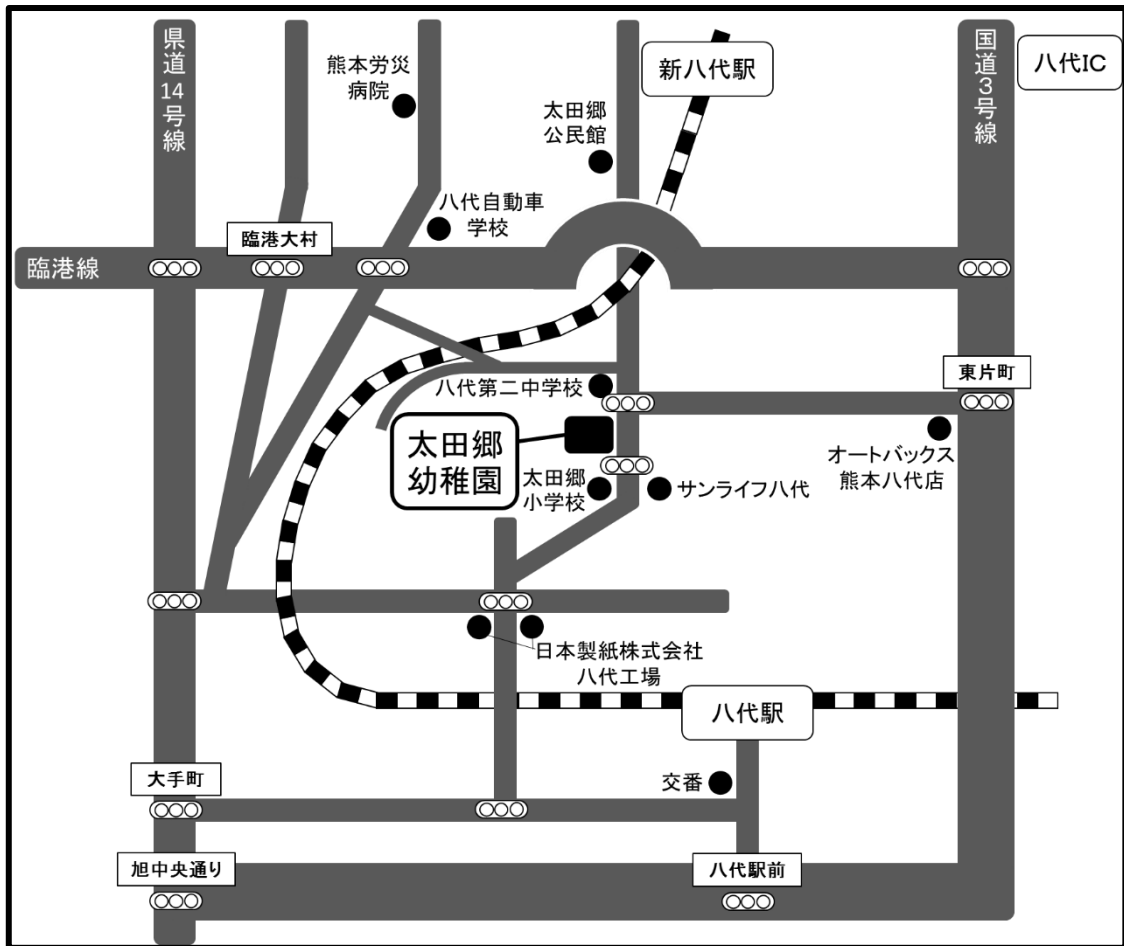 県道14号線
熊本労災
病院
太田郷
公民館
新八代駅
国道3号線
八代IC
八代自動車
学校
臨港大村
臨港線
東片町
八代第二中学校
太田郷
幼稚園
太田郷
小学校
サンライフ八代
オートバックス
熊本八代店
日本製紙株式会社
八代工場
八代駅
大手町
交番
旭中央通り
八代駅前